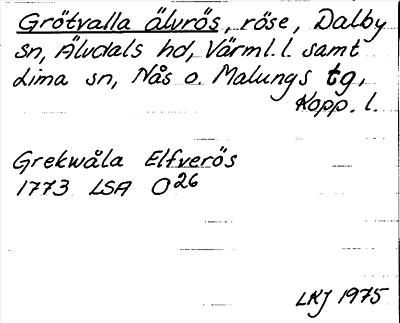 Grötvalla älvrös, röse, Dalby
sn, Älvdals hd, Värml. l. samt
Lima sn, Nås o. Malungs tg,
Kopp. l.
Grekwåla Elfverös
1773 LSA O26
LKJ 1975